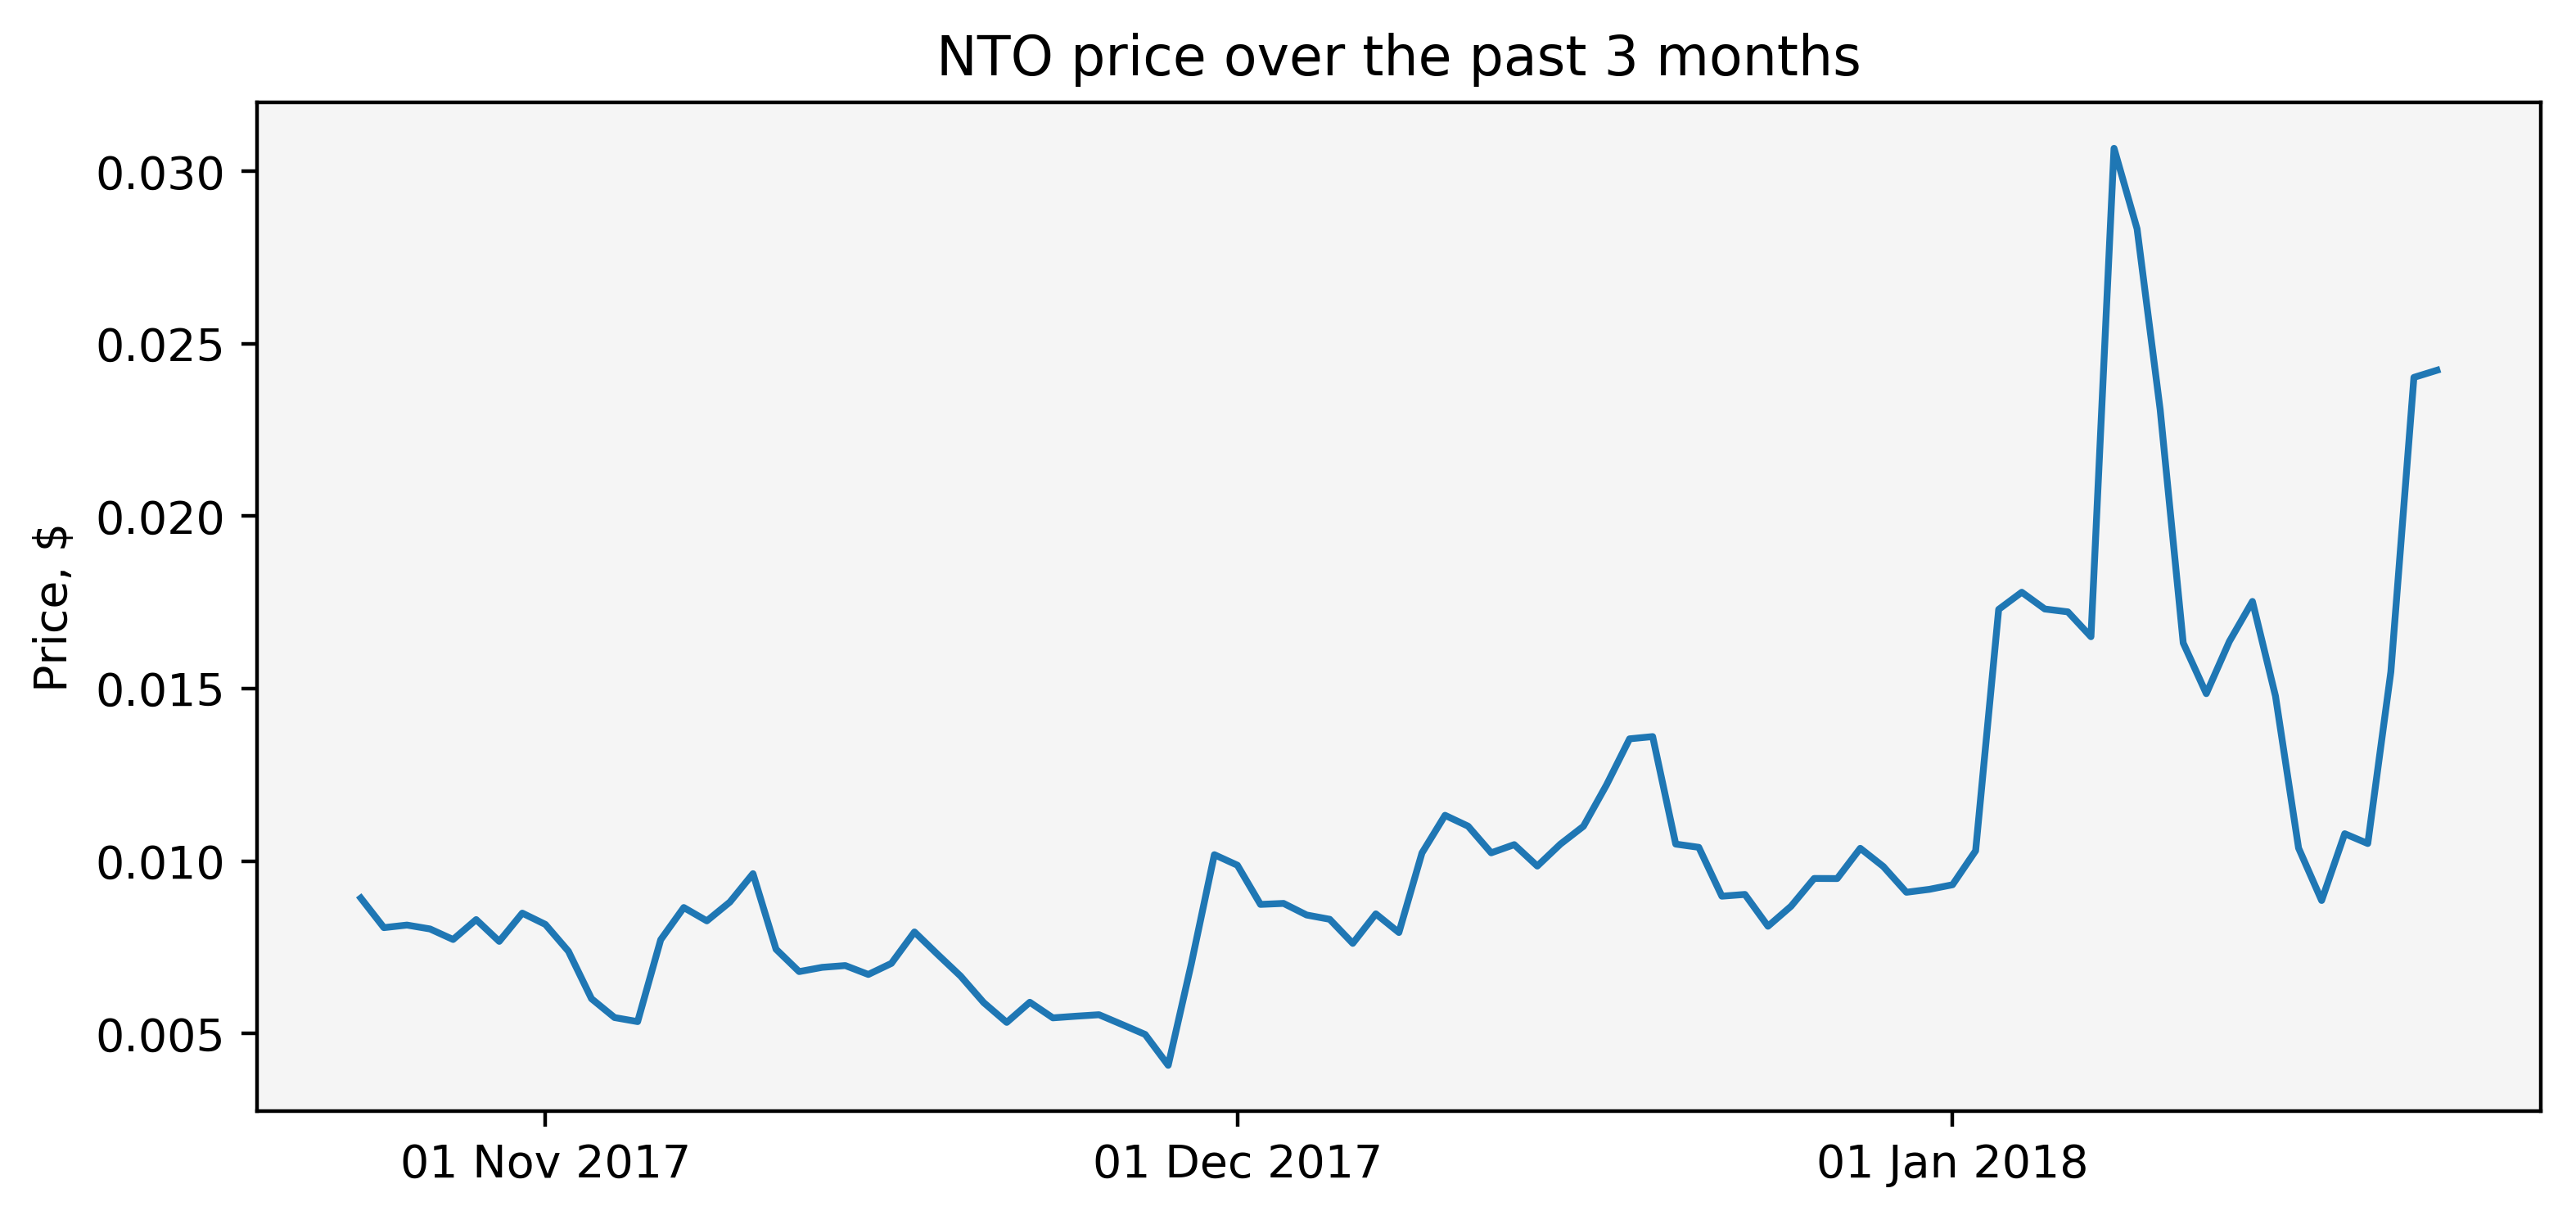 NTO price over the past 3 months
Price, $
0.030
0.025
0.020
0.015
0.010
0.005
01 Nov 2017
01 Dec 2017
01 Jan 2018